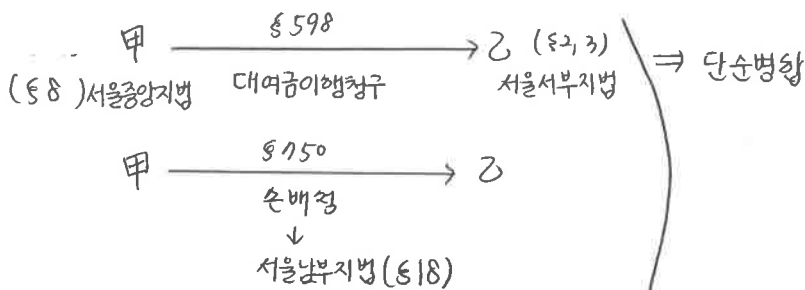 §598
甲 → 乙 (§2, 3) ⇒ 단순병합
(§8)서울중앙지법 대여금이행청구 서울서부지법
§750
甲 → 乙
손배청
↓
서울남부지법(§18)